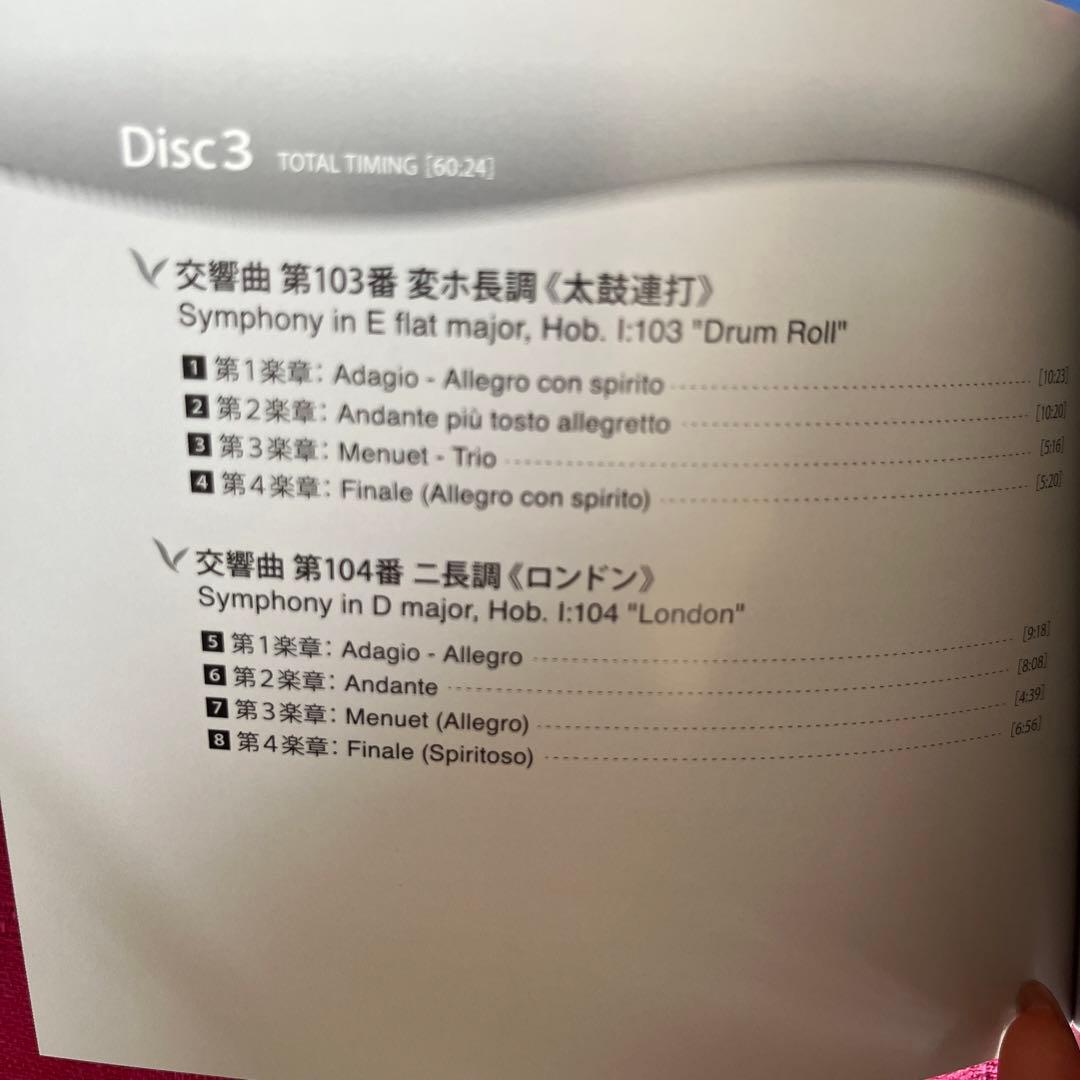 Disc3 TOTAL TIMING [60:24]
交響曲 第103番 変ホ長調《太鼓連打》
Symphony in E flat major, Hob. I:103 "Drum Roll"
1 第1楽章: Adagio - Allegro con spirito [10:23]
2 第2楽章: Andante più tosto allegretto [10:20]
3 第3楽章: Menuet - Trio [5:16]
4 第4楽章: Finale (Allegro con spirito) [5:20]
交響曲 第104番 ニ長調《ロンドン》
Symphony in D major, Hob. I:104 "London"
5 第1楽章: Adagio - Allegro [9:18]
6 第2楽章: Andante [8:08]
7 第3楽章: Menuet (Allegro) [4:39]
8 第4楽章: Finale (Spiritoso) [6:56]